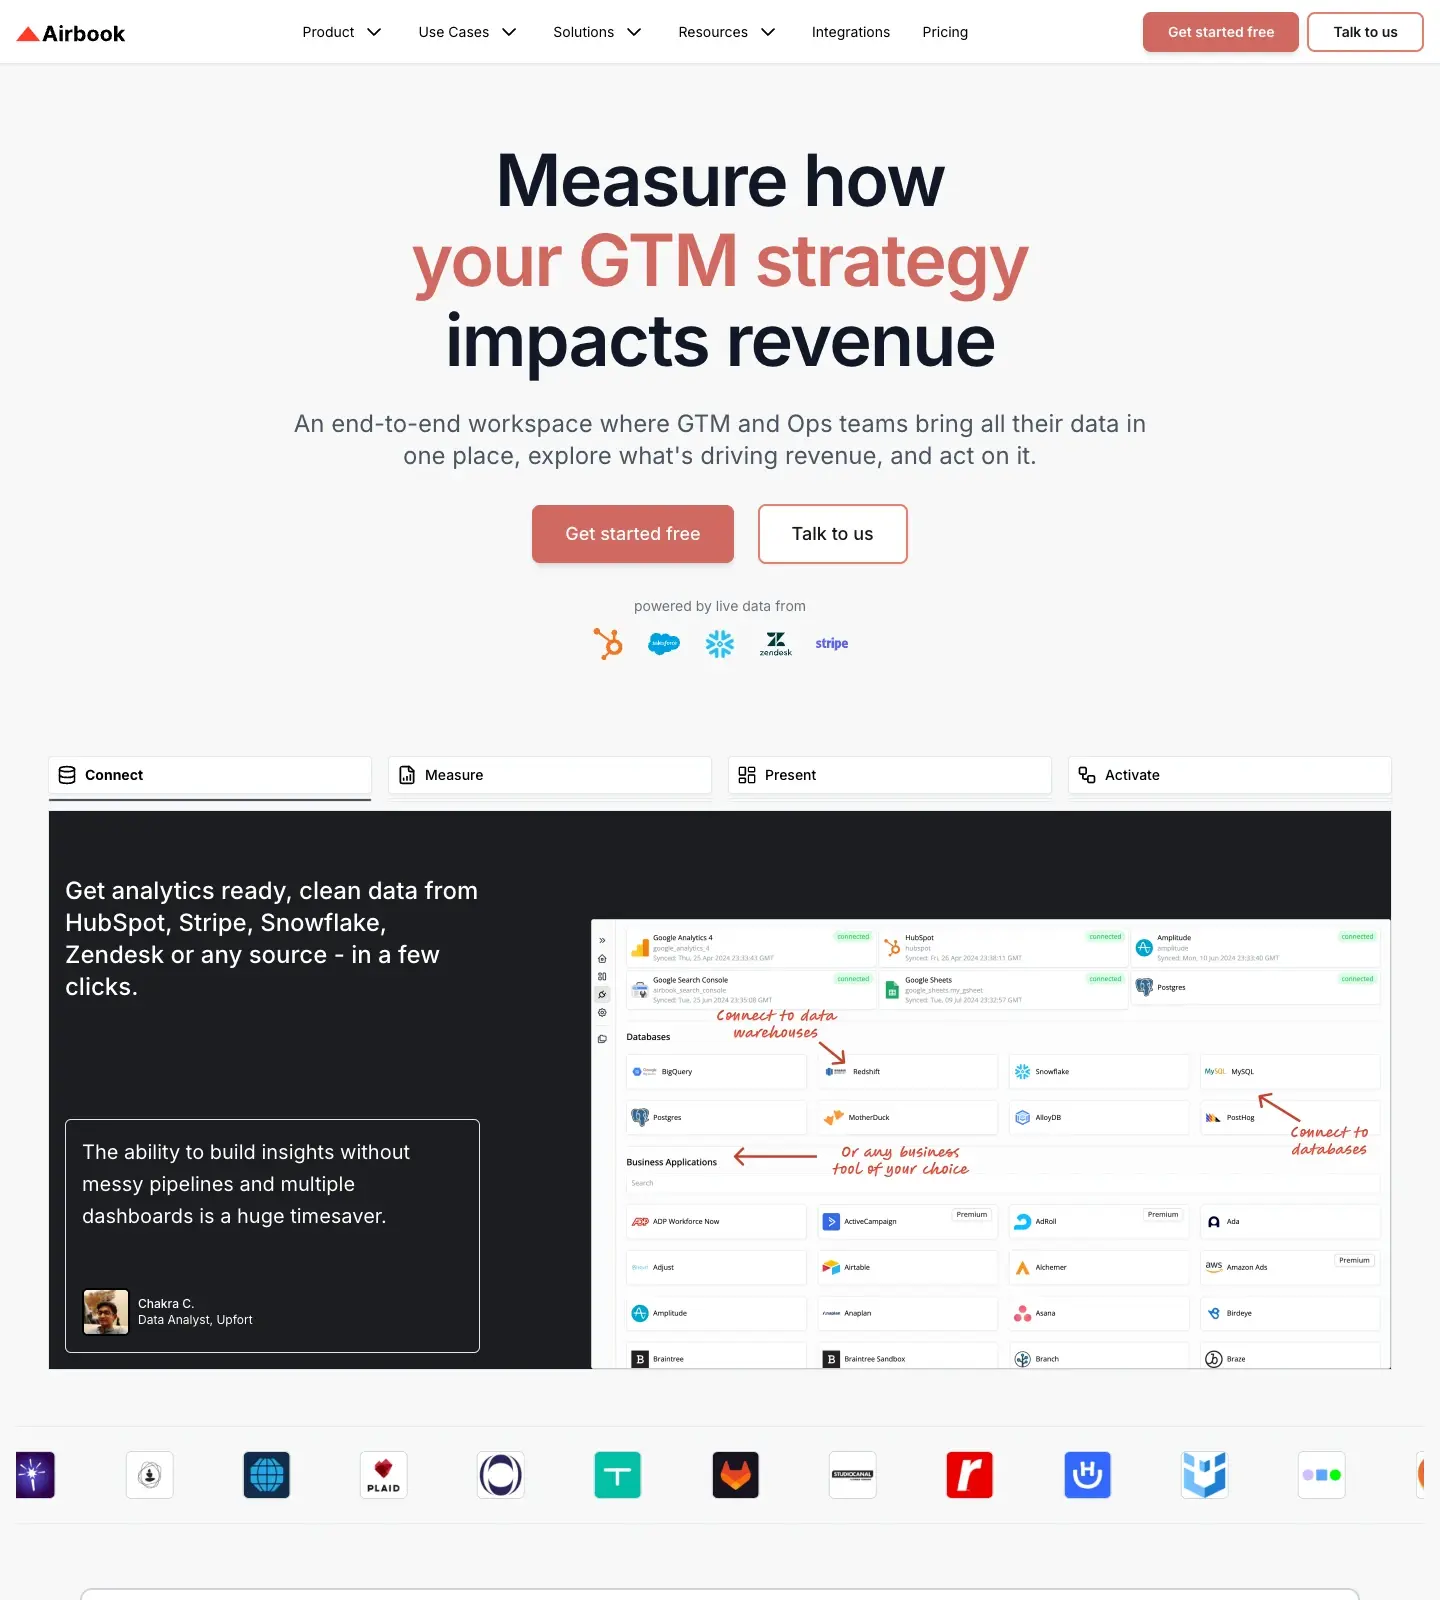 Airbook
Product
Use Cases
Solutions
Resources
Integrations
Pricing
Get started free
Talk to us
Measure how
your GTM strategy
impacts revenue
An end-to-end workspace where GTM and Ops teams bring all their data in
one place, explore what's driving revenue, and act on it.
Get started free
Talk to us
powered by live data from
salesforce
zendesk
stripe
Connect
Measure
Present
Activate
Get analytics ready, clean data from
HubSpot, Stripe, Snowflake,
Zendesk or any source - in a few
clicks.
The ability to build insights without
messy pipelines and multiple
dashboards is a huge timesaver.
Chakra C.
Data Analyst, Upfort
Google Analytics 4
connected
google_analytics_4
Synced: Thu, 25 Apr 2024 23:33:43 GMT
HubSpot
connected
hubspot
Synced: Fri, 26 Apr 2024 23:38:11 GMT
Amplitude
connected
amplitude
Synced: Mon, 10 Jun 2024 23:33:40 GMT
Google Search Console
connected
airbook_search_console
Synced: Tue, 25 Jun 2024 23:35:08 GMT
Google Sheets
connected
google_sheets.my_gsheet
Synced: Tue, 09 Jul 2024 23:32:57 GMT
Postgres
connected
Connect to data
warehouses
Databases
BigQuery
Redshift
Snowflake
MySQL MySQL
Postgres
MotherDuck
AlloyDB
PostHog
Connect to
databases
Business Applications
Or any business
tool of your choice
Search
ADP Workforce Now
ActiveCampaign
Premium
AdRoll
Premium
Ada
Adjust
Airtable
Alchemer
aws Amazon Ads
Premium
Amplitude
Anaplan
Asana
Birdeye
B Braintree
B Braintree Sandbox
Branch
b Braze
PLAID
T
STUDIOCANAL
r
H